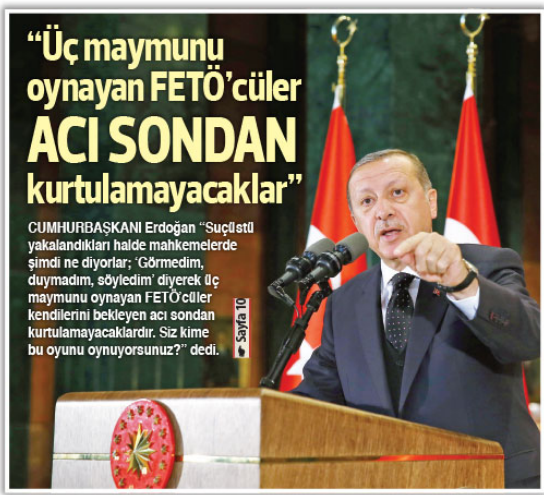 “Üç maymunu
oynayan FETÖ’cüler
ACI SONDAN
kurtulamayacaklar”
CUMHURBAŞKANI Erdoğan “Suçüstü
yakalandıkları halde mahkemelerde
şimdi ne diyorlar; ‘Görmedim,
duymadım, söyledim’ diyerek üç
maymunu oynayan FETÖ’cüler
kendilerini bekleyen acı sondan
kurtulamayacaklardır. Siz kime
bu oyunu oynuyorsunuz?” dedi.
Sayfa 10